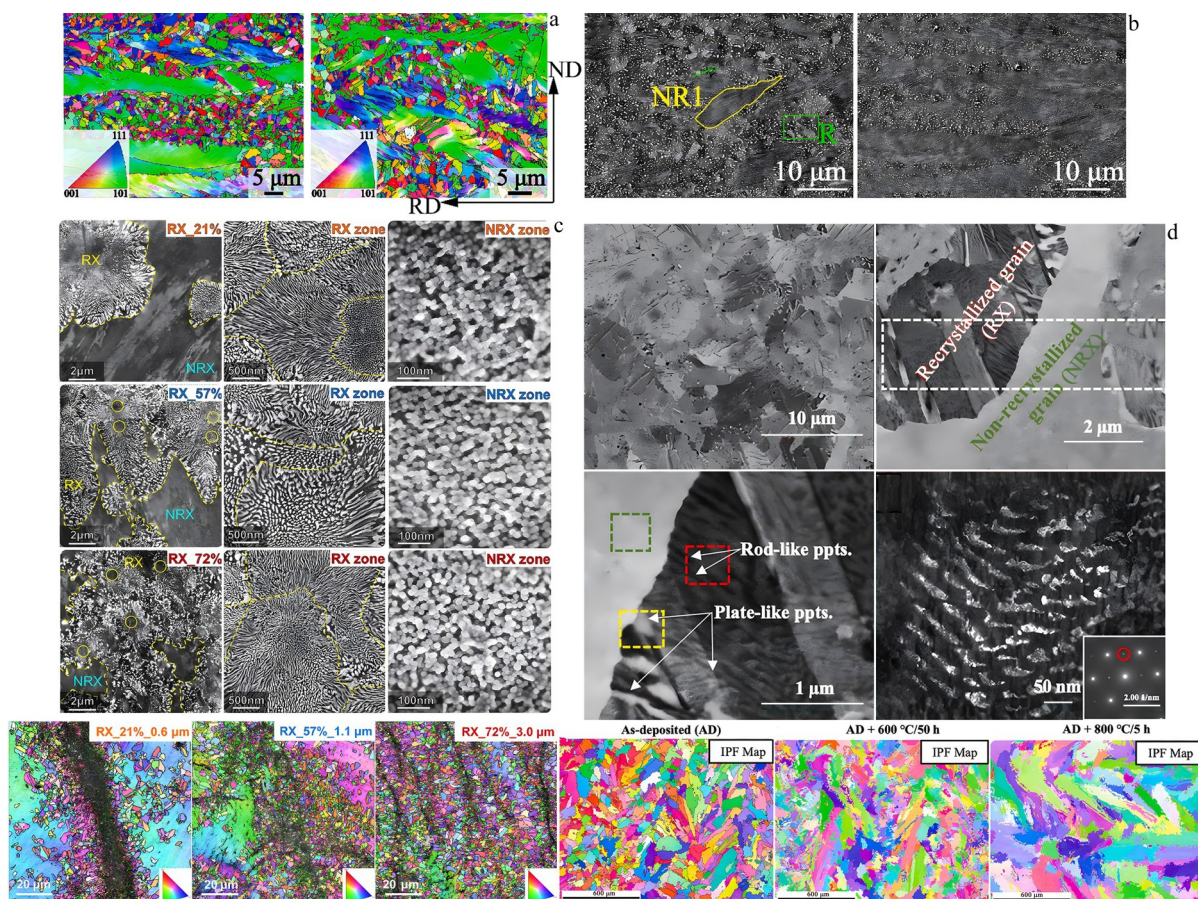 a
ND
111
001
101
5 μm
111
001
101
5 μm
RD
b
NR1
R
10 μm
10 μm
c
RX_21%
RX
NRX
2μm
RX zone
500nm
NRX zone
100nm
RX_57%
RX
NRX
2μm
RX zone
500nm
NRX zone
100nm
RX_72%
RX
NRX
2μm
RX zone
500nm
NRX zone
100nm
RX_21%_0.6 μm
20 μm
RX_57%_1.1 μm
20 μm
RX_72%_3.0 μm
20 μm
d
10 μm
Recrystallized grain
(RX)
Non-recrystallized
grain (NRX)
2 μm
Rod-like ppts.
Plate-like ppts.
1 μm
50 nm
2.00 1/nm
As-deposited (AD)
IPF Map
600 μm
AD + 600 °C/50 h
IPF Map
600 μm
AD + 800 °C/5 h
IPF Map
600 μm